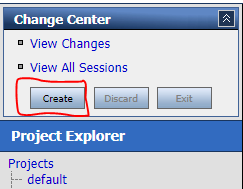 Change Center
View Changes
View All Sessions
Create Discard Exit
Project Explorer
Projects
default